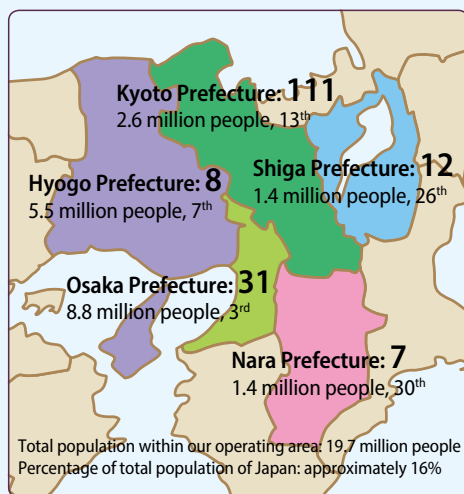 Kyoto Prefecture: 111
2.6 million people, 13th
Shiga Prefecture: 12
1.4 million people, 26th
Hyogo Prefecture: 8
5.5 million people, 7th
Osaka Prefecture: 31
8.8 million people, 3rd
Nara Prefecture: 7
1.4 million people, 30th
Total population within our operating area: 19.7 million people
Percentage of total population of Japan: approximately 16%